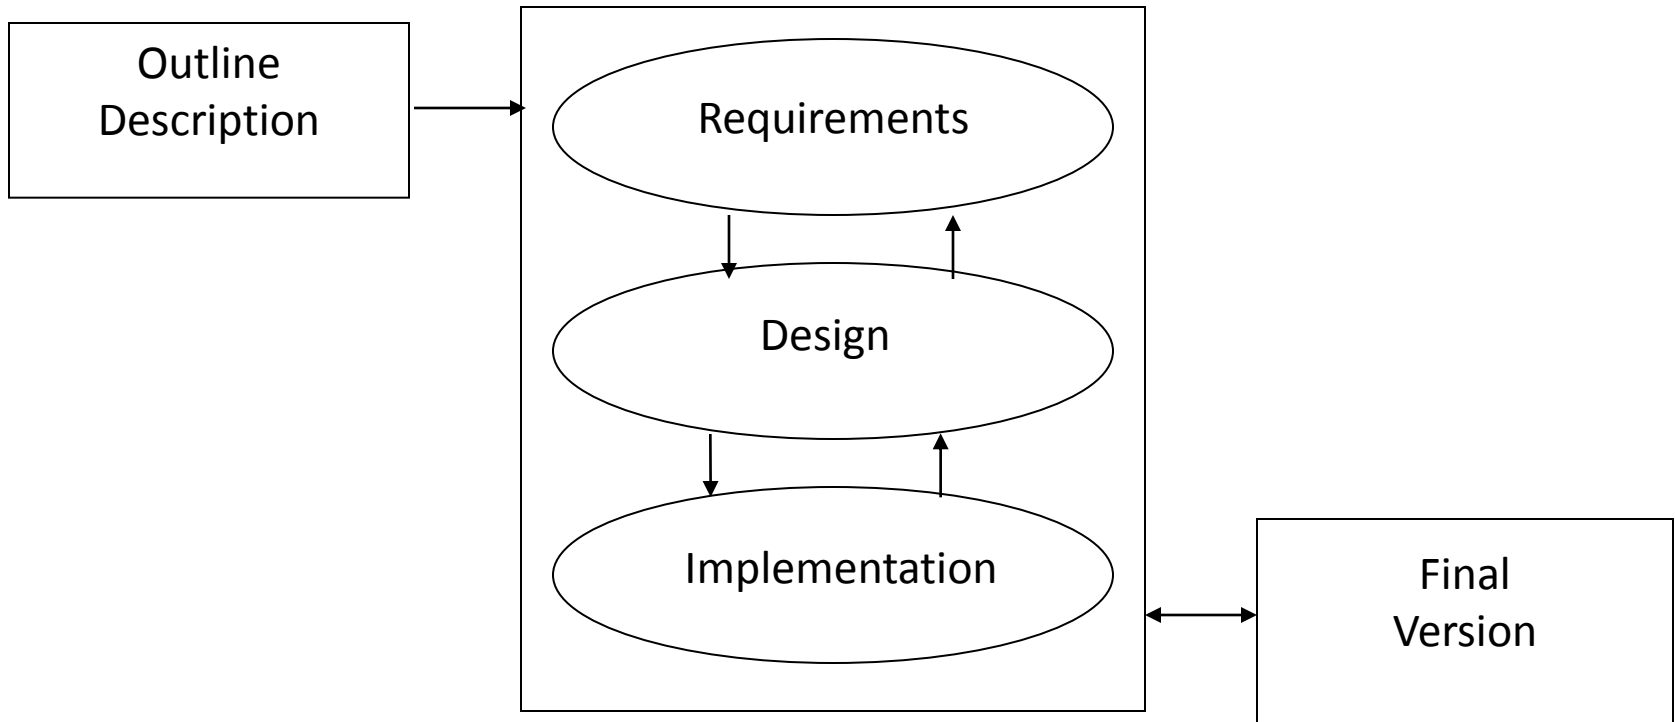 Outline
Description
Requirements
Design
Implementation
Final
Version